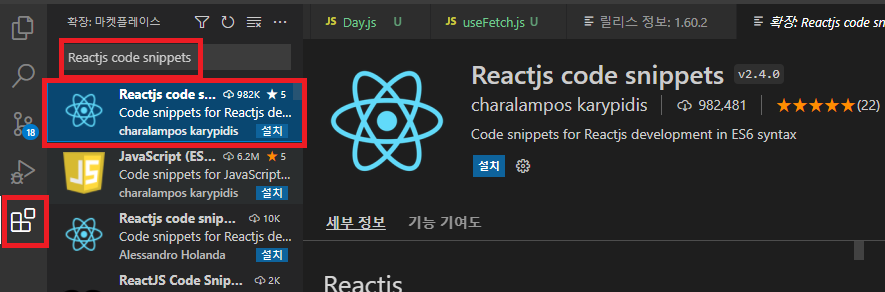 확장: 마켓플레이스
Reactjs code snippets
Reactjs code s... 982K 5
Code snippets for Reactjs de...
charalampos karypidis 설치
JavaScript (ES... 6.2M 5
Code snippets for JavaScript...
charalampos karypidis 설치
Reactjs code snip... 10K
Code snippets for Reactjs de...
Alessandro Holanda 설치
ReactJS Code Snip... 2K
18
JS
JS Day.js U
JS useFetch.js U
릴리스 정보: 1.60.2
확장: Reactjs code sn
Reactjs code snippets v2.4.0
charalampos karypidis 982,481 (22)
Code snippets for Reactjs development in ES6 syntax
설치
세부 정보 기능 기여도
Reactjs